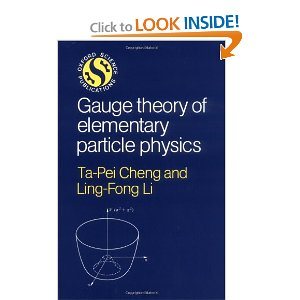 Click to LOOK INSIDE!
OXFORD SCIENCE PUBLICATIONS
Gauge theory of
elementary
particle physics
Ta-Pei Cheng and
Ling-Fong Li